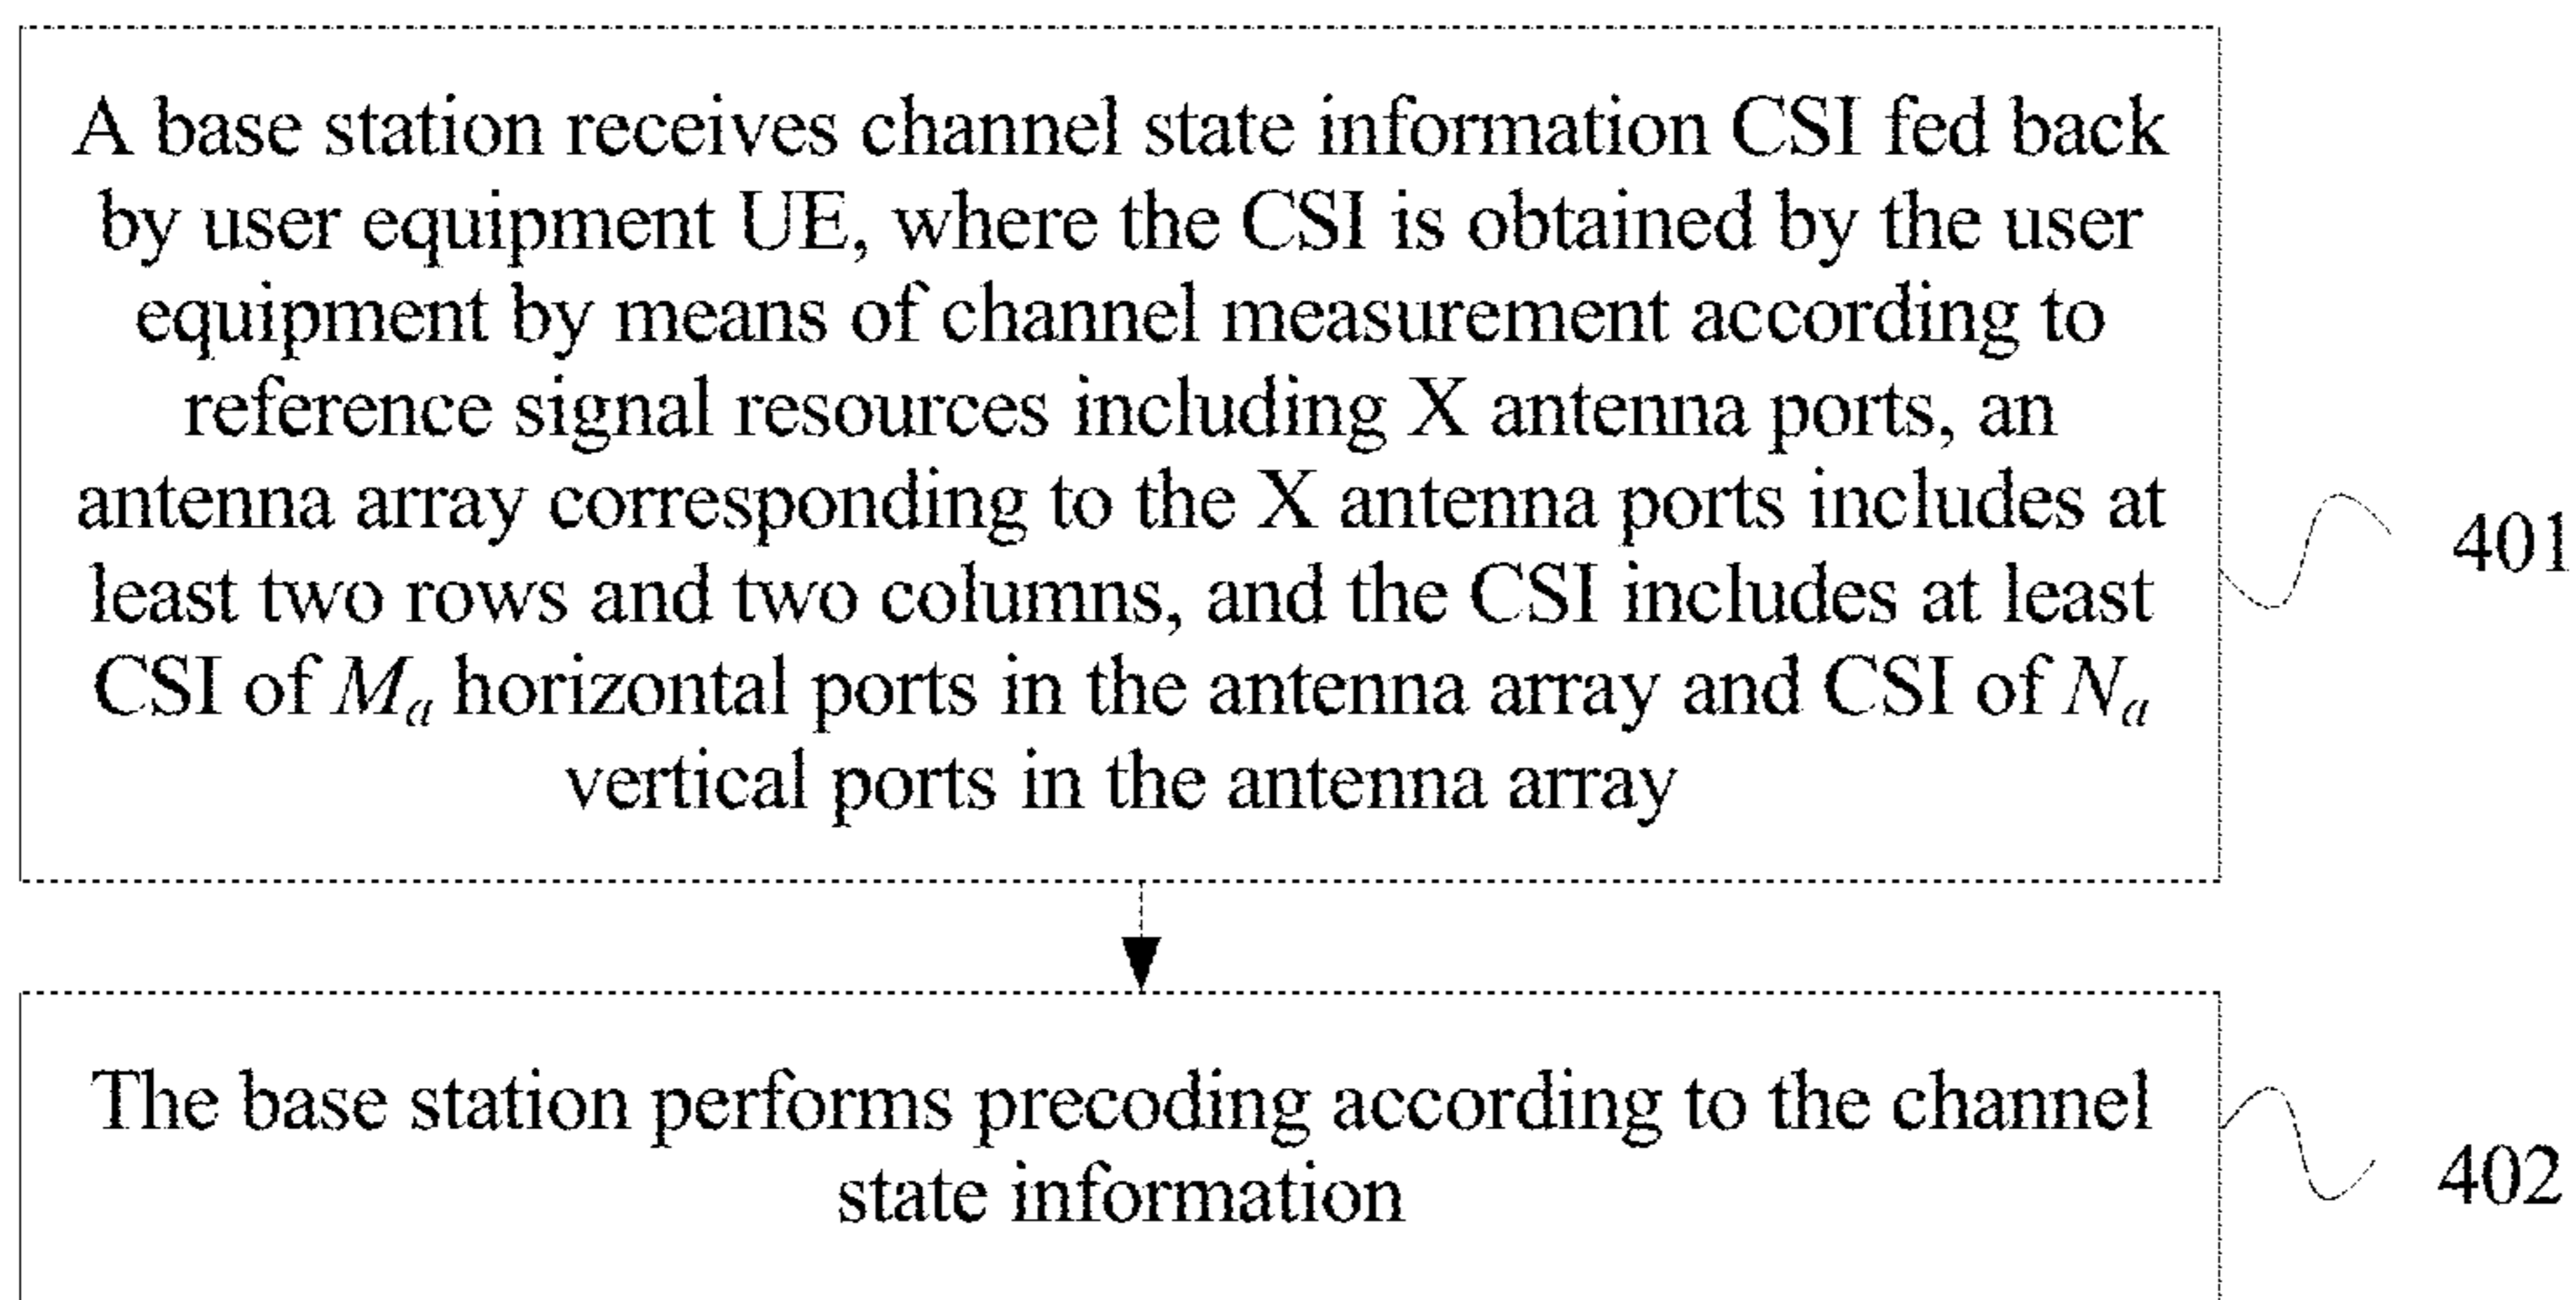 A base station receives channel state information CSI fed back
by user equipment UE, where the CSI is obtained by the user
equipment by means of channel measurement according to
reference signal resources including X antenna ports, an
antenna array corresponding to the X antenna ports includes at
least two rows and two columns, and the CSI includes at least
CSI of Ma horizontal ports in the antenna array and CSI of Na
vertical ports in the antenna array
401
The base station performs precoding according to the channel
state information
402